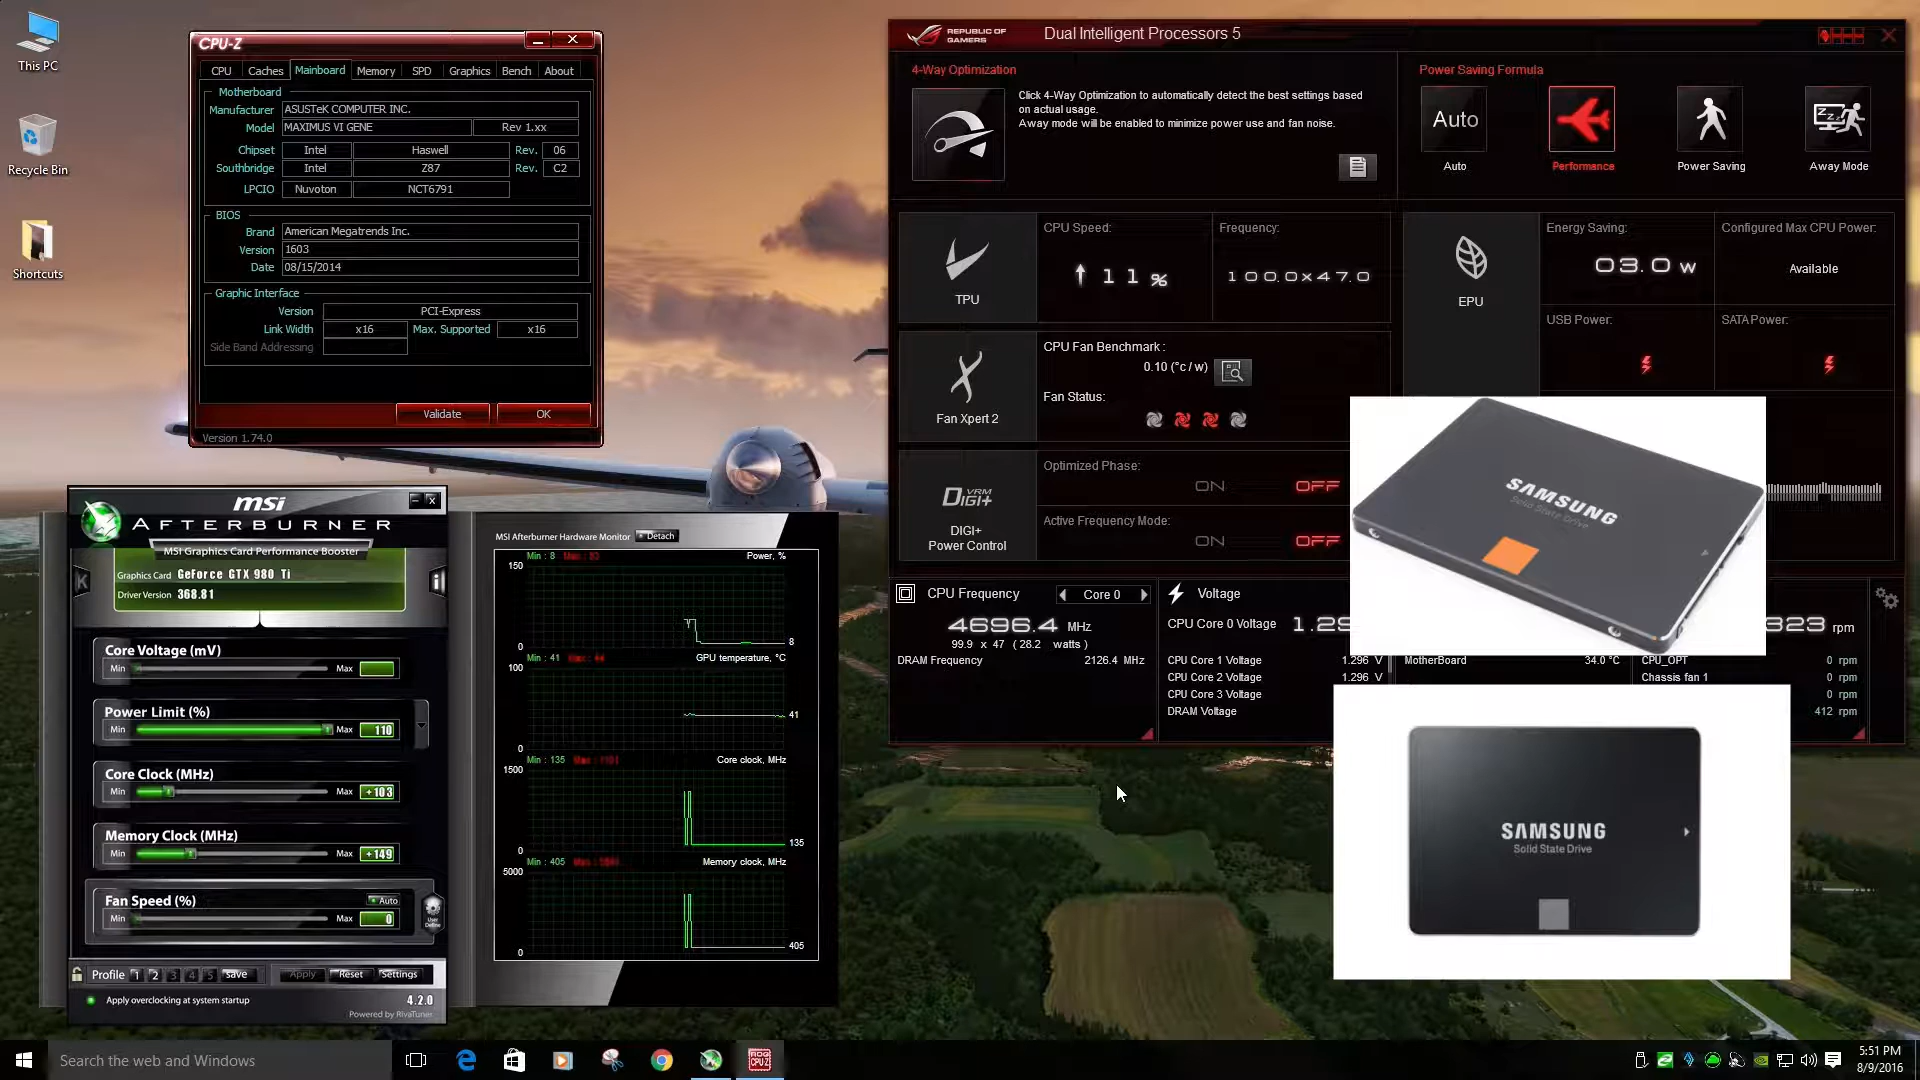 This PC
Recycle Bin
Shortcuts
CPU-Z
CPU Caches Mainboard Memory SPD Graphics Bench About
Motherboard
Manufacturer ASUSTeK COMPUTER INC.
Model MAXIMUS VI GENE Rev 1.xx
Chipset Intel Haswell Rev. 06
Southbridge Intel Z87 Rev. C2
LPCIO Nuvoton NCT6791
BIOS
Brand American Megatrends Inc.
Version 1603
Date 08/15/2014
Graphic Interface
Version PCI-Express
Link Width x16 Max. Supported x16
Side Band Addressing
Validate OK
Version 1.74.0
REPUBLIC OF
GAMERS
Dual Intelligent Processors 5
4-Way Optimization
Click 4-Way Optimization to automatically detect the best settings based
on actual usage.
Away mode will be enabled to minimize power use and fan noise.
Power Saving Formula
Auto
Auto Performance Power Saving Away Mode
TPU
CPU Speed:
11 %
Frequency:
100.0x47.0
EPU
Energy Saving:
03.0 w
Configured Max CPU Power:
Available
USB Power:
SATA Power:
Fan Xpert 2
CPU Fan Benchmark :
0.10 (°c / w)
Fan Status:
VRM
DIGI+
DIGI+
Power Control
Optimized Phase:
ON OFF
Active Frequency Mode:
ON OFF
CPU Frequency Core 0
4696.4 MHz
99.9 x 47 ( 28.2 watts )
DRAM Frequency 2126.4 MHz
Voltage
CPU Core 0 Voltage 1.29
CPU Core 1 Voltage 1.296 V
CPU Core 2 Voltage 1.296 V
CPU Core 3 Voltage
DRAM Voltage
MotherBoard 34.0 °C
323 rpm
CPU_OPT 0 rpm
Chassis fan 1 0 rpm
0 rpm
412 rpm
SAMSUNG
Solid State Drive
SAMSUNG
Solid State Drive
msi
AFTERBURNER
MSI Graphics Card Performance Booster
K
i
Graphics Card GeForce GTX 980 Ti
Driver Version 368.81
Core Voltage (mV)
Min Max
Power Limit (%)
Min Max 110
Core Clock (MHz)
Min Max +103
Memory Clock (MHz)
Min Max +149
Fan Speed (%) Auto
Min Max 0
User
Define
Profile 1 2 3 4 5 save Apply Reset Settings
Apply overclocking at system startup 4.2.0
Powered by RivaTuner
MSI Afterburner Hardware Monitor Detach
Min : 8 Power, %
150
0
8
Min : 41 GPU temperature, °C
100
0
41
Min : 135 Core clock, MHz
1500
0
135
Min : 405 Memory clock, MHz
5000
0
405
Search the web and Windows
ROG
CPU-Z
5:51 PM
8/9/2016